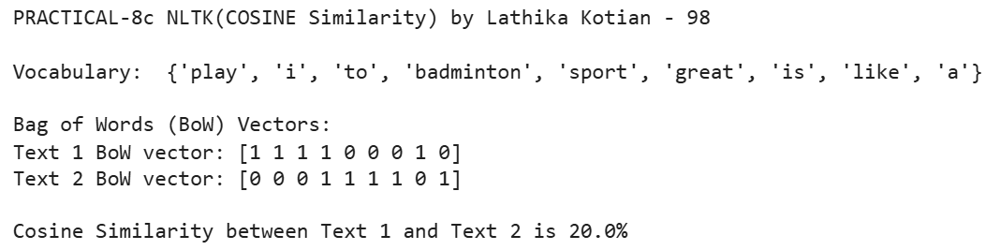 PRACTICAL-8c NLTK(COSINE Similarity) by Lathika Kotian - 98
Vocabulary:  {'play', 'i', 'to', 'badminton', 'sport', 'great', 'is', 'like', 'a'}
Bag of Words (BoW) Vectors:
Text 1 BoW vector: [1 1 1 1 0 0 0 1 0]
Text 2 BoW vector: [0 0 0 1 1 1 1 0 1]
Cosine Similarity between Text 1 and Text 2 is 20.0%